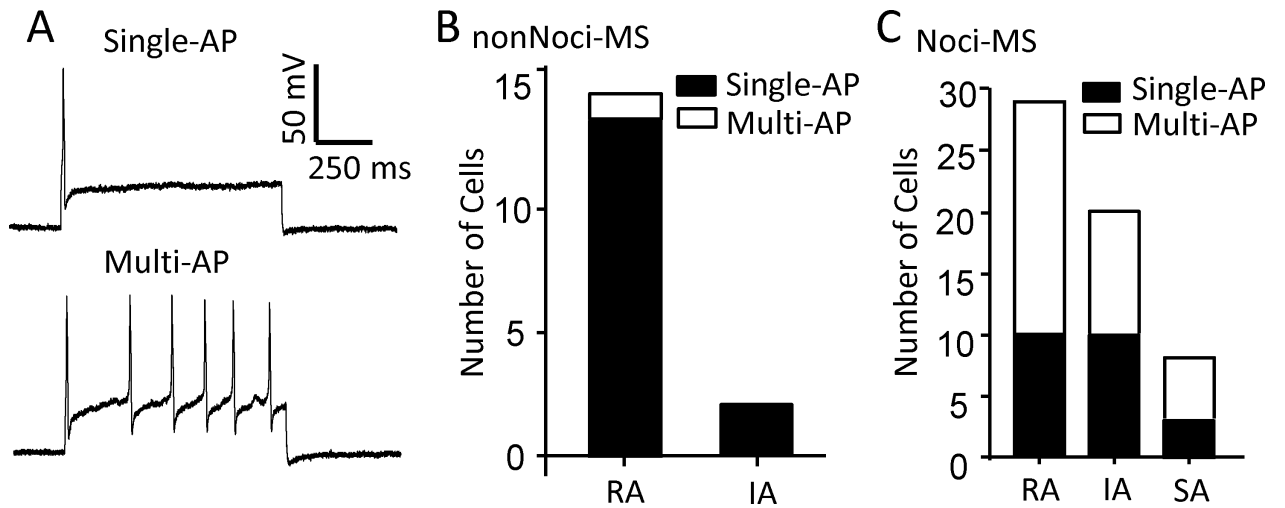 A
Single-AP
50 mV
250 ms
Multi-AP
B
nonNoci-MS
Single-AP
Multi-AP
Number of Cells
15
10
5
0
RA
IA
C
Noci-MS
Single-AP
Multi-AP
Number of Cells
30
25
20
15
10
5
0
RA
IA
SA